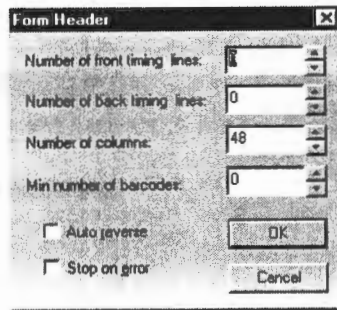 Form Header
Number of front timing lines:
Number of back timing lines: 0
Number of columns: 48
Min number of barcodes: 0
Auto reverse
OK
Stop on error
Cancel